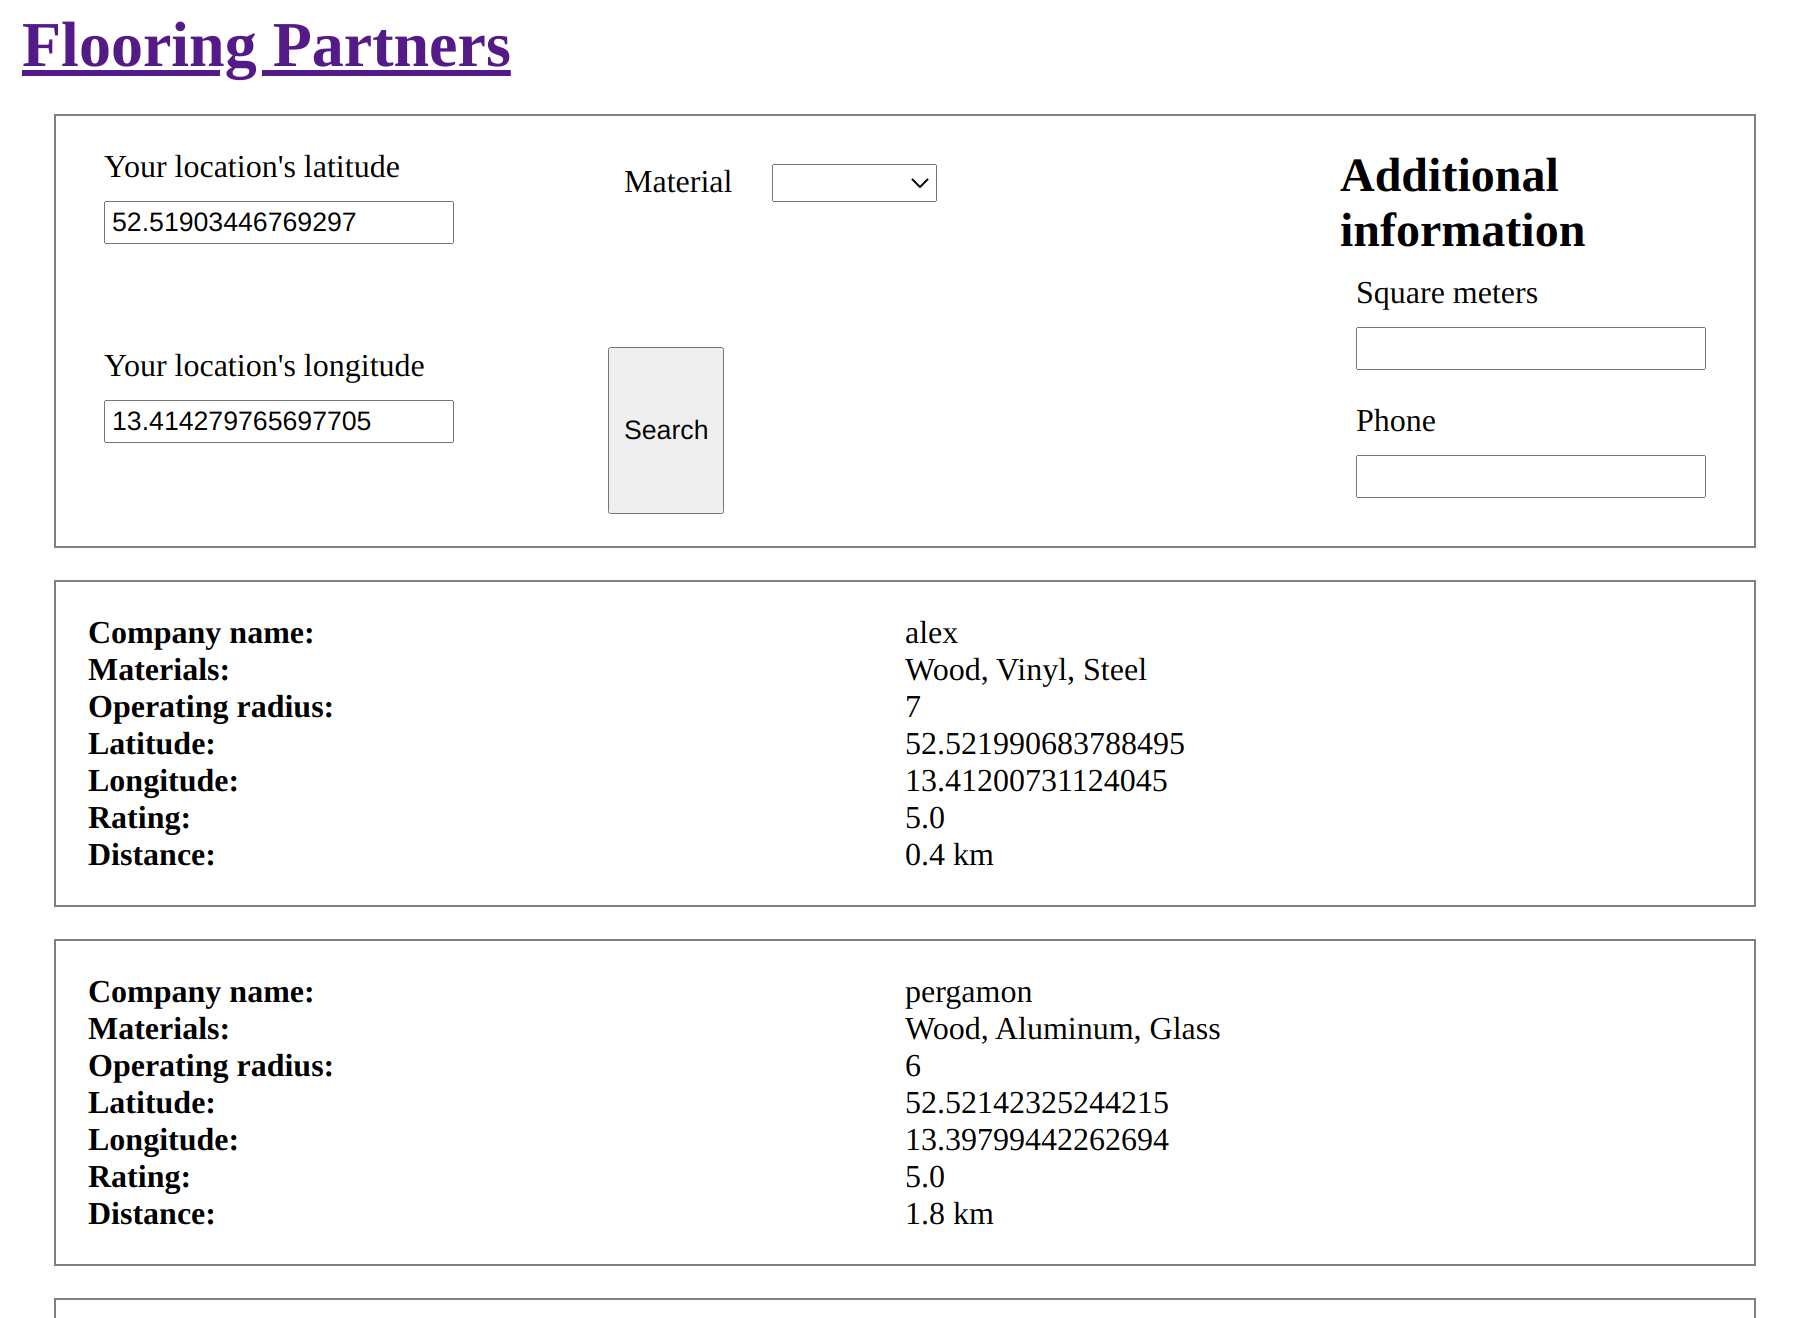 Flooring Partners
Your location's latitude
52.51903446769297
Material
Additional
information
Square meters
Your location's longitude
13.414279765697705
Search
Phone
Company name: alex
Materials: Wood, Vinyl, Steel
Operating radius: 7
Latitude: 52.521990683788495
Longitude: 13.41200731124045
Rating: 5.0
Distance: 0.4 km
Company name: pergamon
Materials: Wood, Aluminum, Glass
Operating radius: 6
Latitude: 52.52142325244215
Longitude: 13.39799442262694
Rating: 5.0
Distance: 1.8 km